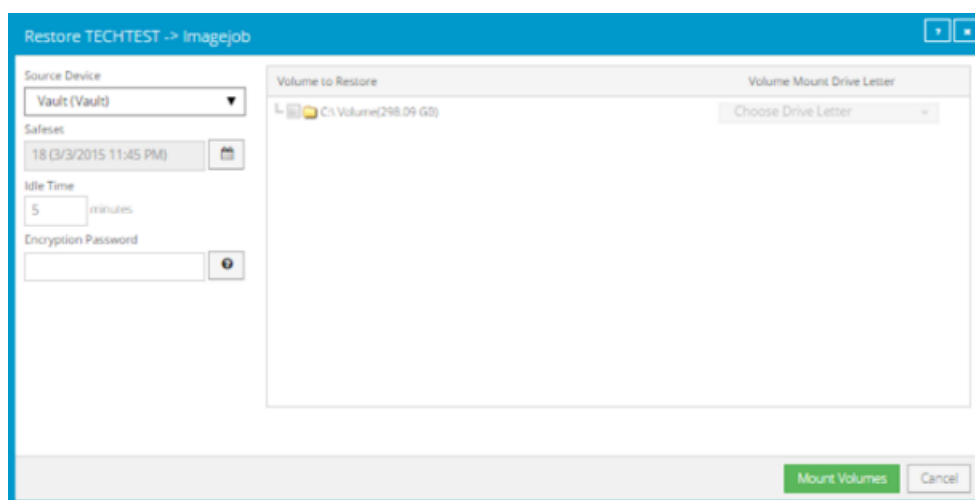 Restore TECHTEST -> Imagejob
Source Device
Vault (Vault)
Safeset
18 (3/3/2015 11:45 PM)
Idle Time
5 minutes
Encryption Password
Volume to Restore
Volume Mount Drive Letter
C:\ Volume(298.09 GB)
Choose Drive Letter
Mount Volumes
Cancel